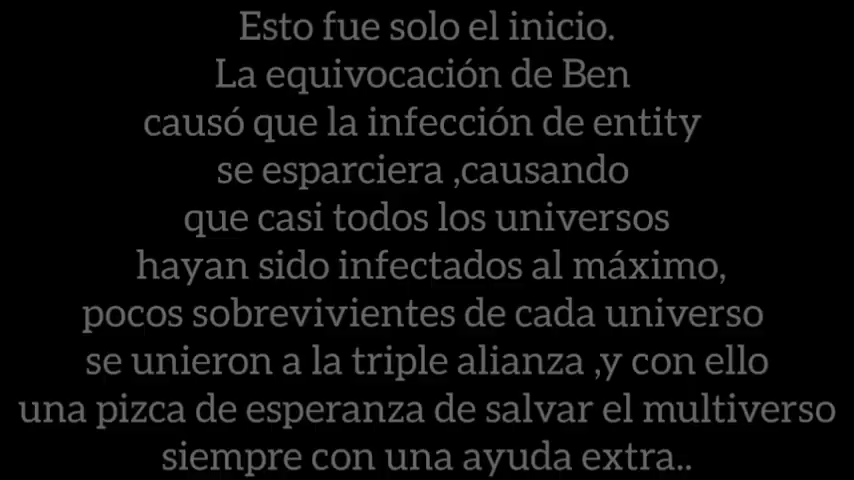 Esto fue solo el inicio.
La equivocación de Ben
causó que la infección de entity
se esparciera ,causando
que casi todos los universos
hayan sido infectados al máximo,
pocos sobrevivientes de cada universo
se unieron a la triple alianza ,y con ello
una pizca de esperanza de salvar el multiverso
siempre con una ayuda extra..